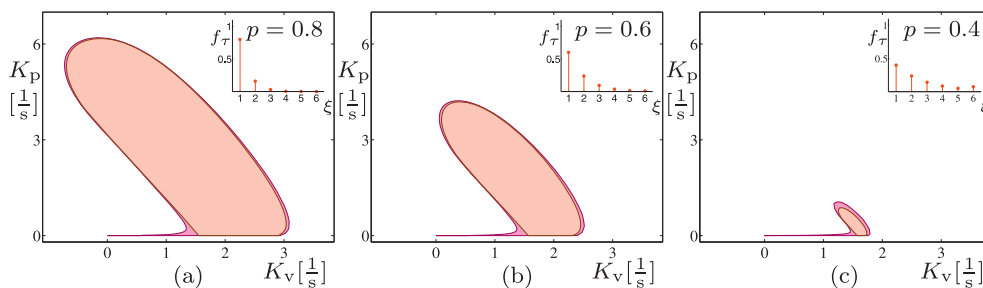 6
3
0
K_p
[1/s]
f_τ
1
0.5
p = 0.8
1 2 3 4 5 6
ξ
0 1 2 3
(a)
K_v[1/s]
6
3
0
K_p
[1/s]
f_τ
1
0.5
p = 0.6
1 2 3 4 5 6
ξ
0 1 2 3
(b)
K_v[1/s]
6
3
0
K_p
[1/s]
f_τ
1
0.5
p = 0.4
1 2 3 4 5 6
0 1 2 3
(c)
K_v[1/s]